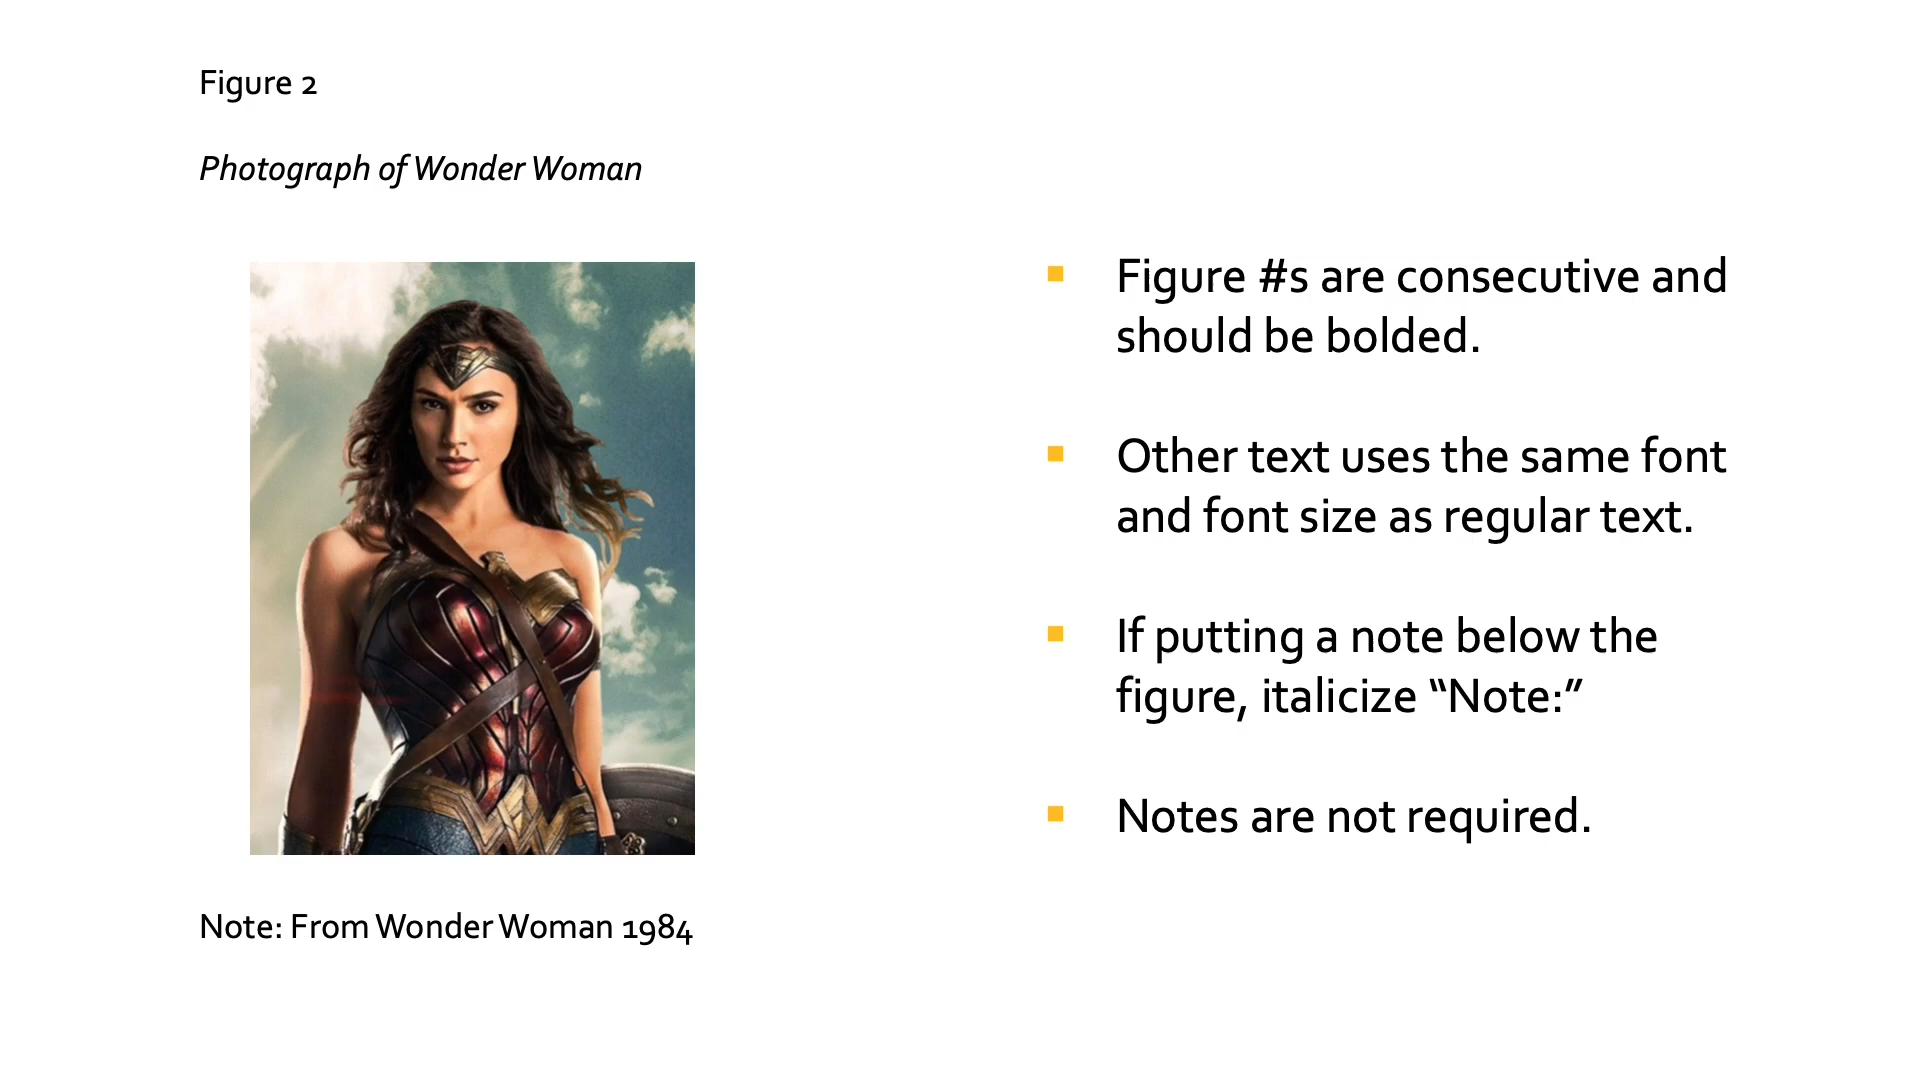 Figure 2
Photograph of Wonder Woman
Figure #s are consecutive and
should be bolded.
Other text uses the same font
and font size as regular text.
If putting a note below the
figure, italicize “Note:”
Notes are not required.
Note: From Wonder Woman 1984